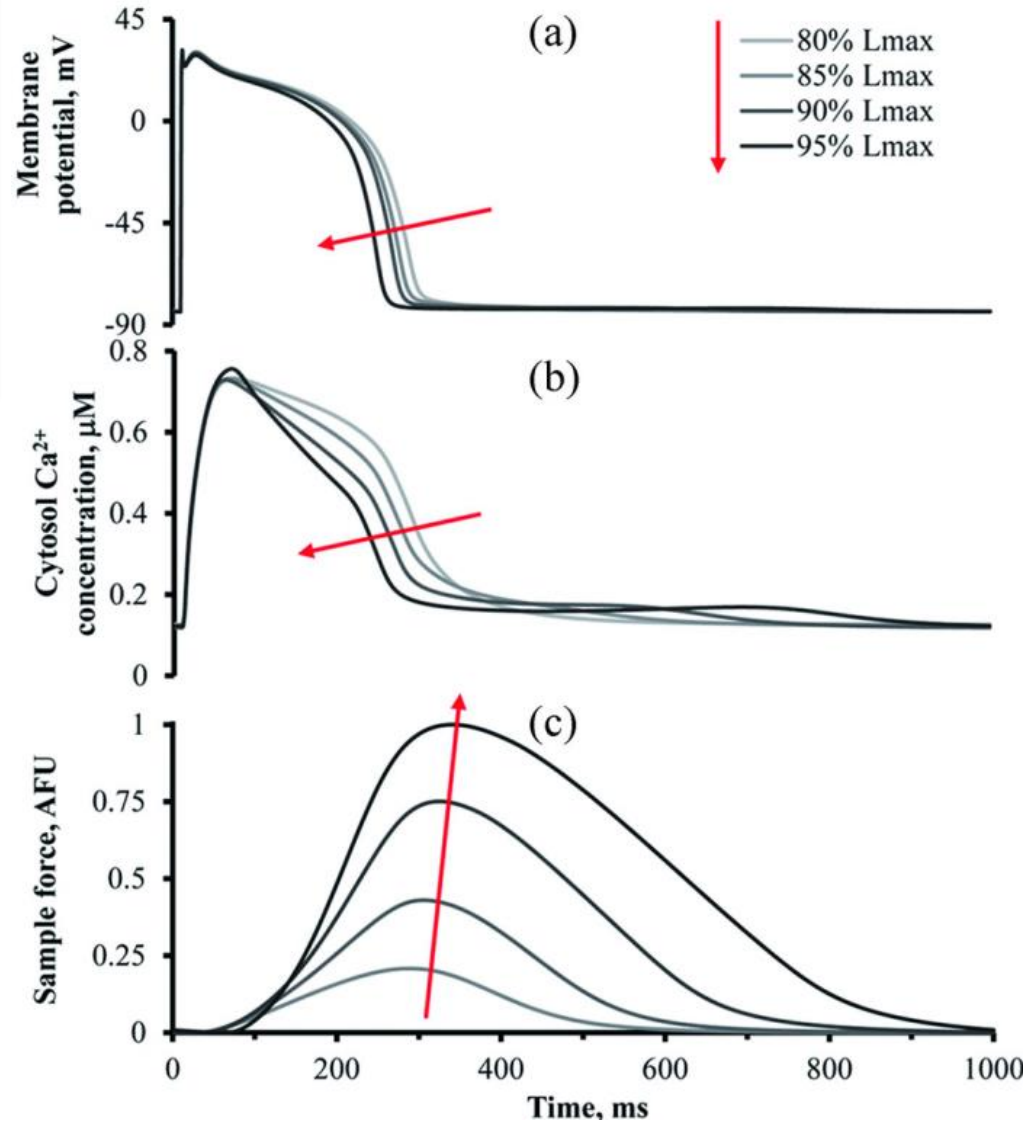 (a)
Membrane
potential, mV
45
0
-45
-90
80% Lmax
85% Lmax
90% Lmax
95% Lmax
(b)
Cytosol Ca²⁺
concentration, μM
0.8
0.6
0.4
0.2
0
(c)
Sample force, AFU
1
0.75
0.5
0.25
0
0 200 400 600 800 1000
Time, ms